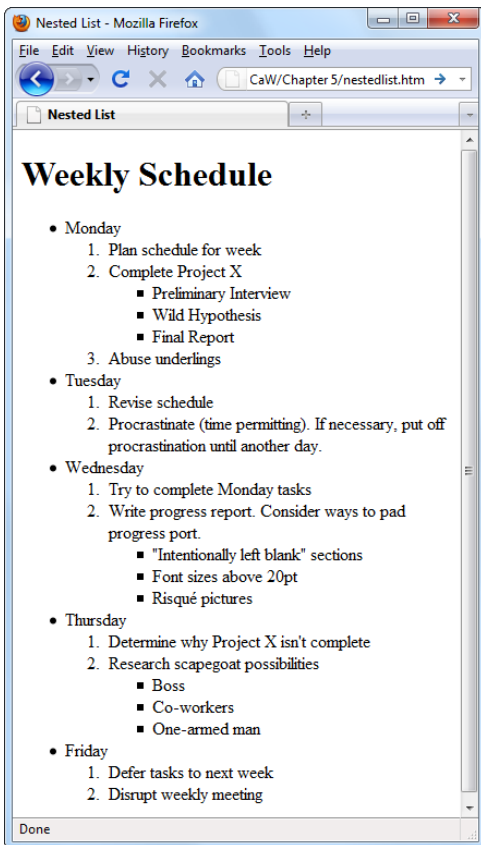 Nested List - Mozilla Firefox
File Edit View History Bookmarks Tools Help
CaW/Chapter 5/nestedlist.htm
Nested List
Weekly Schedule
• Monday
1. Plan schedule for week
2. Complete Project X
▪ Preliminary Interview
▪ Wild Hypothesis
▪ Final Report
3. Abuse underlings
• Tuesday
1. Revise schedule
2. Procrastinate (time permitting). If necessary, put off
procrastination until another day.
• Wednesday
1. Try to complete Monday tasks
2. Write progress report. Consider ways to pad
progress port.
▪ "Intentionally left blank" sections
▪ Font sizes above 20pt
▪ Risqué pictures
• Thursday
1. Determine why Project X isn't complete
2. Research scapegoat possibilities
▪ Boss
▪ Co-workers
▪ One-armed man
• Friday
1. Defer tasks to next week
2. Disrupt weekly meeting
Done